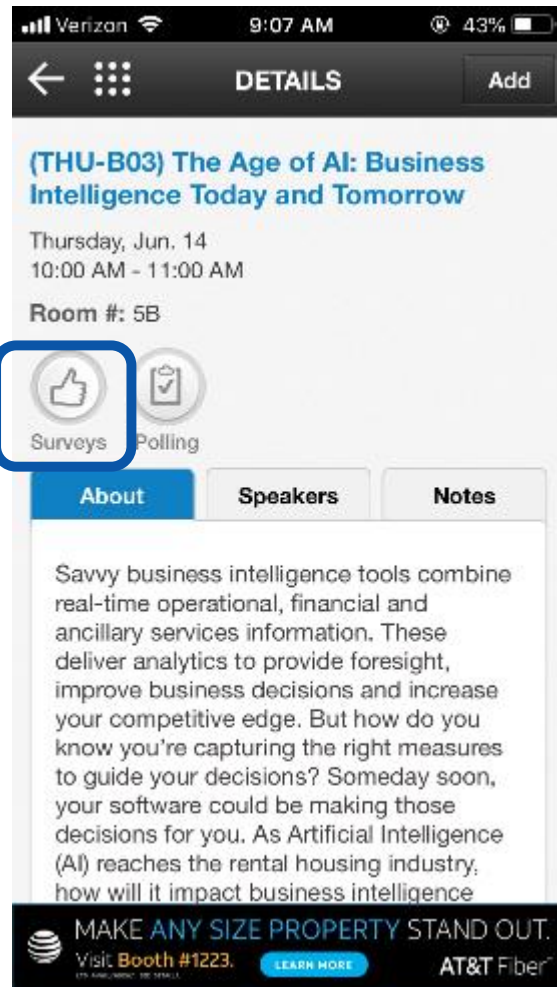 Verizon 9:07 AM 43%
DETAILS Add
(THU-B03) The Age of AI: Business
Intelligence Today and Tomorrow
Thursday, Jun. 14
10:00 AM - 11:00 AM
Room #: 5B
Surveys Polling
About Speakers Notes
Savvy business intelligence tools combine
real-time operational, financial and
ancillary services information. These
deliver analytics to provide foresight,
improve business decisions and increase
your competitive edge. But how do you
know you're capturing the right measures
to guide your decisions? Someday soon,
your software could be making those
decisions for you. As Artificial Intelligence
(AI) reaches the rental housing industry,
how will it impact business intelligence
MAKE ANY SIZE PROPERTY STAND OUT.
Visit Booth #1223. LEARN MORE AT&T Fiber